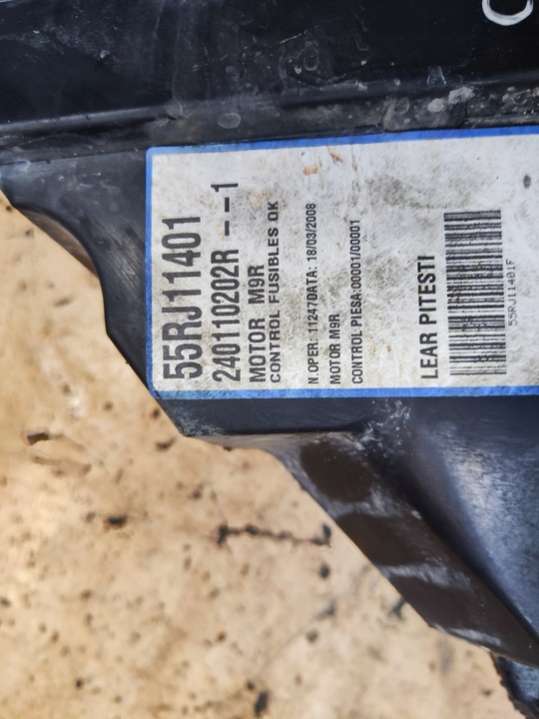 55RJ11401
240110202R - - 1
MOTOR M9R
CONTROL FUSIBLES OK
N.OPER: 11247DATA: 18/03/2008
MOTOR M9R
CONTROL PIESA:00001/00001
LEAR PITESTI
55RJ11401F